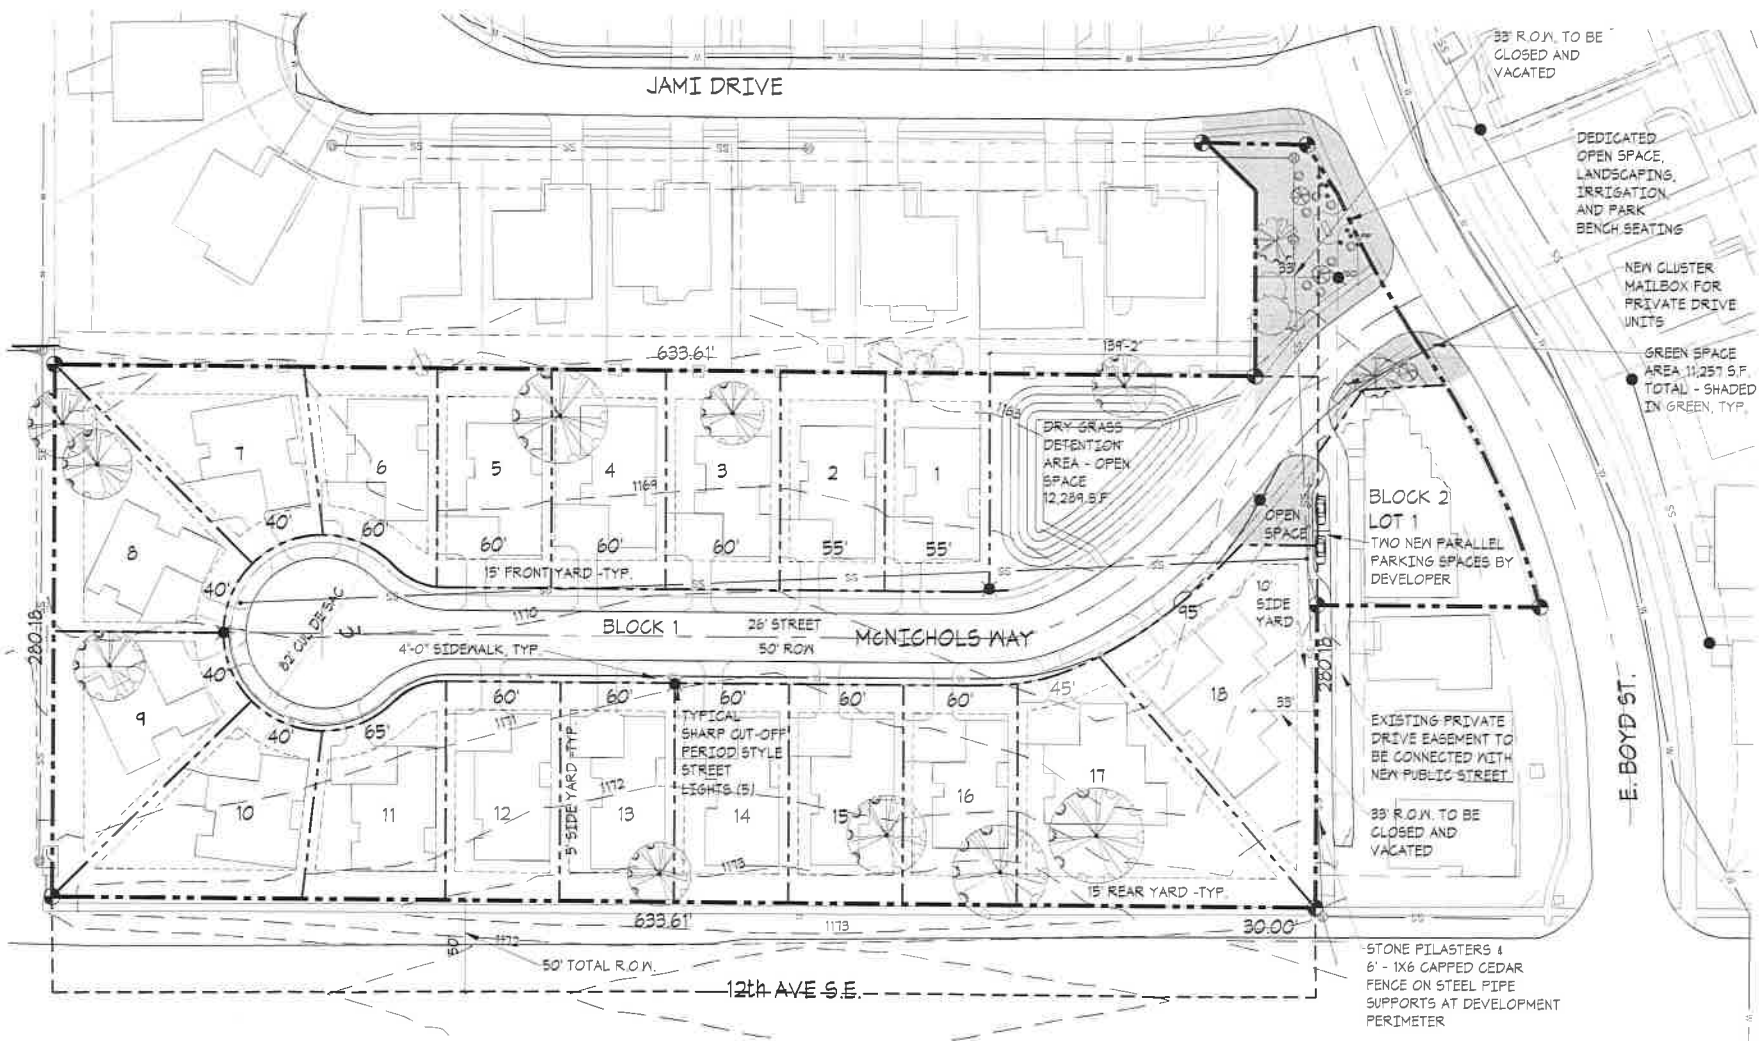 33' R.O.W. TO BE
CLOSED AND
VACATED
JAMI DRIVE
DEDICATED
OPEN SPACE,
LANDSCAPING,
IRRIGATION,
AND PARK
BENCH SEATING
33'
NEW CLUSTER
MAILBOX FOR
PRIVATE DRIVE
UNITS
GREEN SPACE
AREA 11,257 S.F.
TOTAL - SHADED
IN GREEN, TYP.
633.61'
139'-2"
1165
DRY GRASS
DETENTION
AREA - OPEN
SPACE
12,289 S.F.
7
6
5
4
3
2
1
1169
8
40'
60'
60'
60'
60'
55'
55'
OPEN
SPACE
BLOCK 2
LOT 1
TWO NEW PARALLEL
PARKING SPACES BY
DEVELOPER
15' FRONT YARD -TYP.
SS
SS
SS
SS
40'
82' CUL DE SAC
1170
BLOCK 1
26' STREET
50' ROW
McNICHOLS WAY
95'
10'
SIDE
YARD
280.18
4'-0" SIDEWALK, TYP.
280.18
40'
9
40'
65'
60'
60'
60'
60'
60'
45'
18
33'
1171
TYPICAL
SHARP CUT-OFF
PERIOD STYLE
STREET
LIGHTS (5)
5' SIDE YARD -TYP.
1172
EXISTING PRIVATE
DRIVE EASEMENT TO
BE CONNECTED WITH
NEW PUBLIC STREET
E. BOYD ST.
10
11
12
13
14
15
16
17
33' R.O.W. TO BE
CLOSED AND
VACATED
1173
15' REAR YARD -TYP.
633.61'
1173
30.00'
50'
1172
50' TOTAL R.O.W.
12th AVE S.E.
STONE PILASTERS &
6' - 1X6 CAPPED CEDAR
FENCE ON STEEL PIPE
SUPPORTS AT DEVELOPMENT
PERIMETER